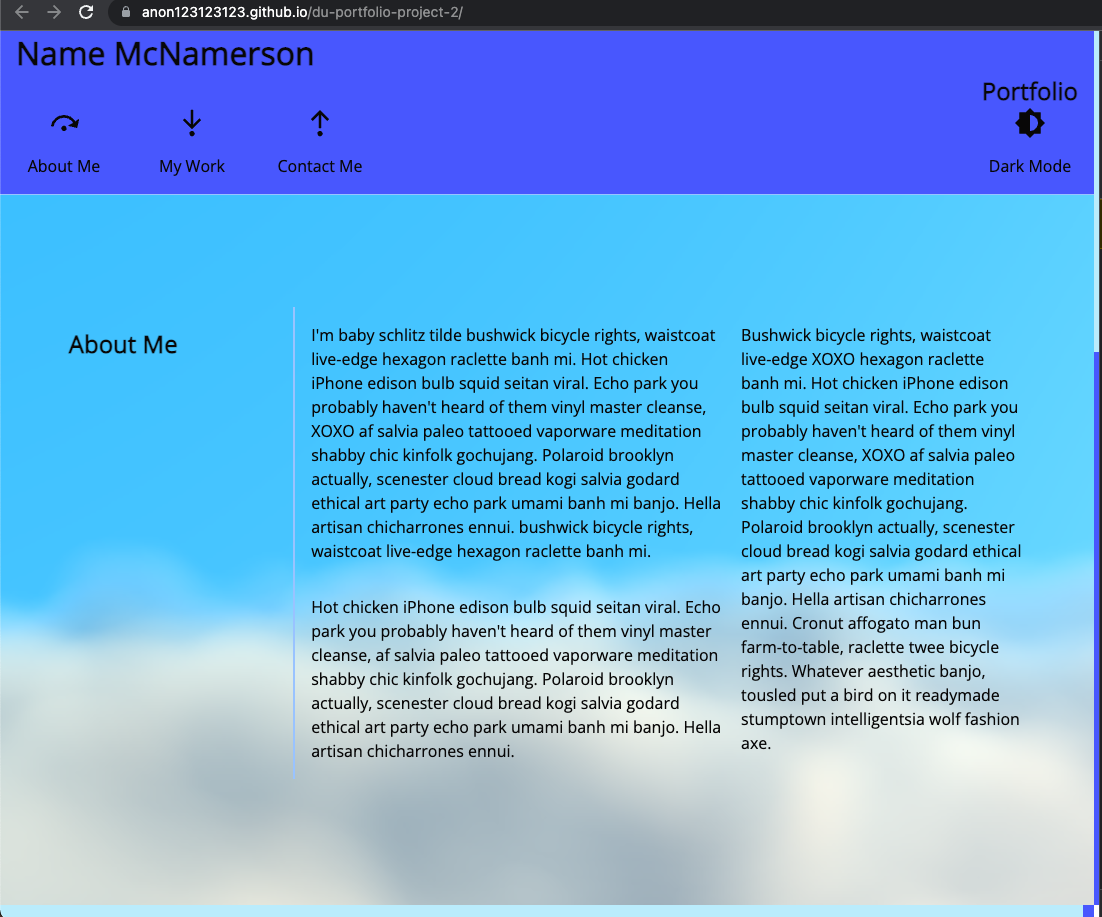 anon123123123.github.io/du-portfolio-project-2/
Name McNamerson
Portfolio
About Me
My Work
Contact Me
Dark Mode
About Me
I'm baby schlitz tilde bushwick bicycle rights, waistcoat
live-edge hexagon raclette banh mi. Hot chicken
iPhone edison bulb squid seitan viral. Echo park you
probably haven't heard of them vinyl master cleanse,
XOXO af salvia paleo tattooed vaporware meditation
shabby chic kinfolk gochujang. Polaroid brooklyn
actually, scenester cloud bread kogi salvia godard
ethical art party echo park umami banh mi banjo. Hella
artisan chicharrones ennui. bushwick bicycle rights,
waistcoat live-edge hexagon raclette banh mi.
Hot chicken iPhone edison bulb squid seitan viral. Echo
park you probably haven't heard of them vinyl master
cleanse, af salvia paleo tattooed vaporware meditation
shabby chic kinfolk gochujang. Polaroid brooklyn
actually, scenester cloud bread kogi salvia godard
ethical art party echo park umami banh mi banjo. Hella
artisan chicharrones ennui.
Bushwick bicycle rights, waistcoat
live-edge XOXO hexagon raclette
banh mi. Hot chicken iPhone edison
bulb squid seitan viral. Echo park you
probably haven't heard of them vinyl
master cleanse, XOXO af salvia paleo
tattooed vaporware meditation
shabby chic kinfolk gochujang.
Polaroid brooklyn actually, scenester
cloud bread kogi salvia godard ethical
art party echo park umami banh mi
banjo. Hella artisan chicharrones
ennui. Cronut affogato man bun
farm-to-table, raclette twee bicycle
rights. Whatever aesthetic banjo,
tousled put a bird on it readymade
stumptown intelligentsia wolf fashion
axe.